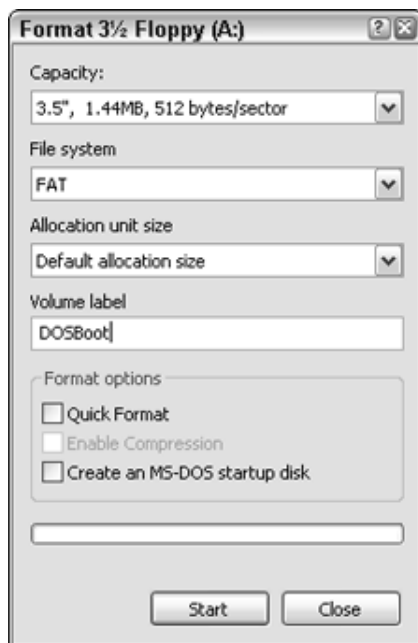 Format 3½ Floppy (A:)
Capacity:
3.5", 1.44MB, 512 bytes/sector
File system
FAT
Allocation unit size
Default allocation size
Volume label
DOSBoot
Format options
Quick Format
Enable Compression
Create an MS-DOS startup disk
Start Close